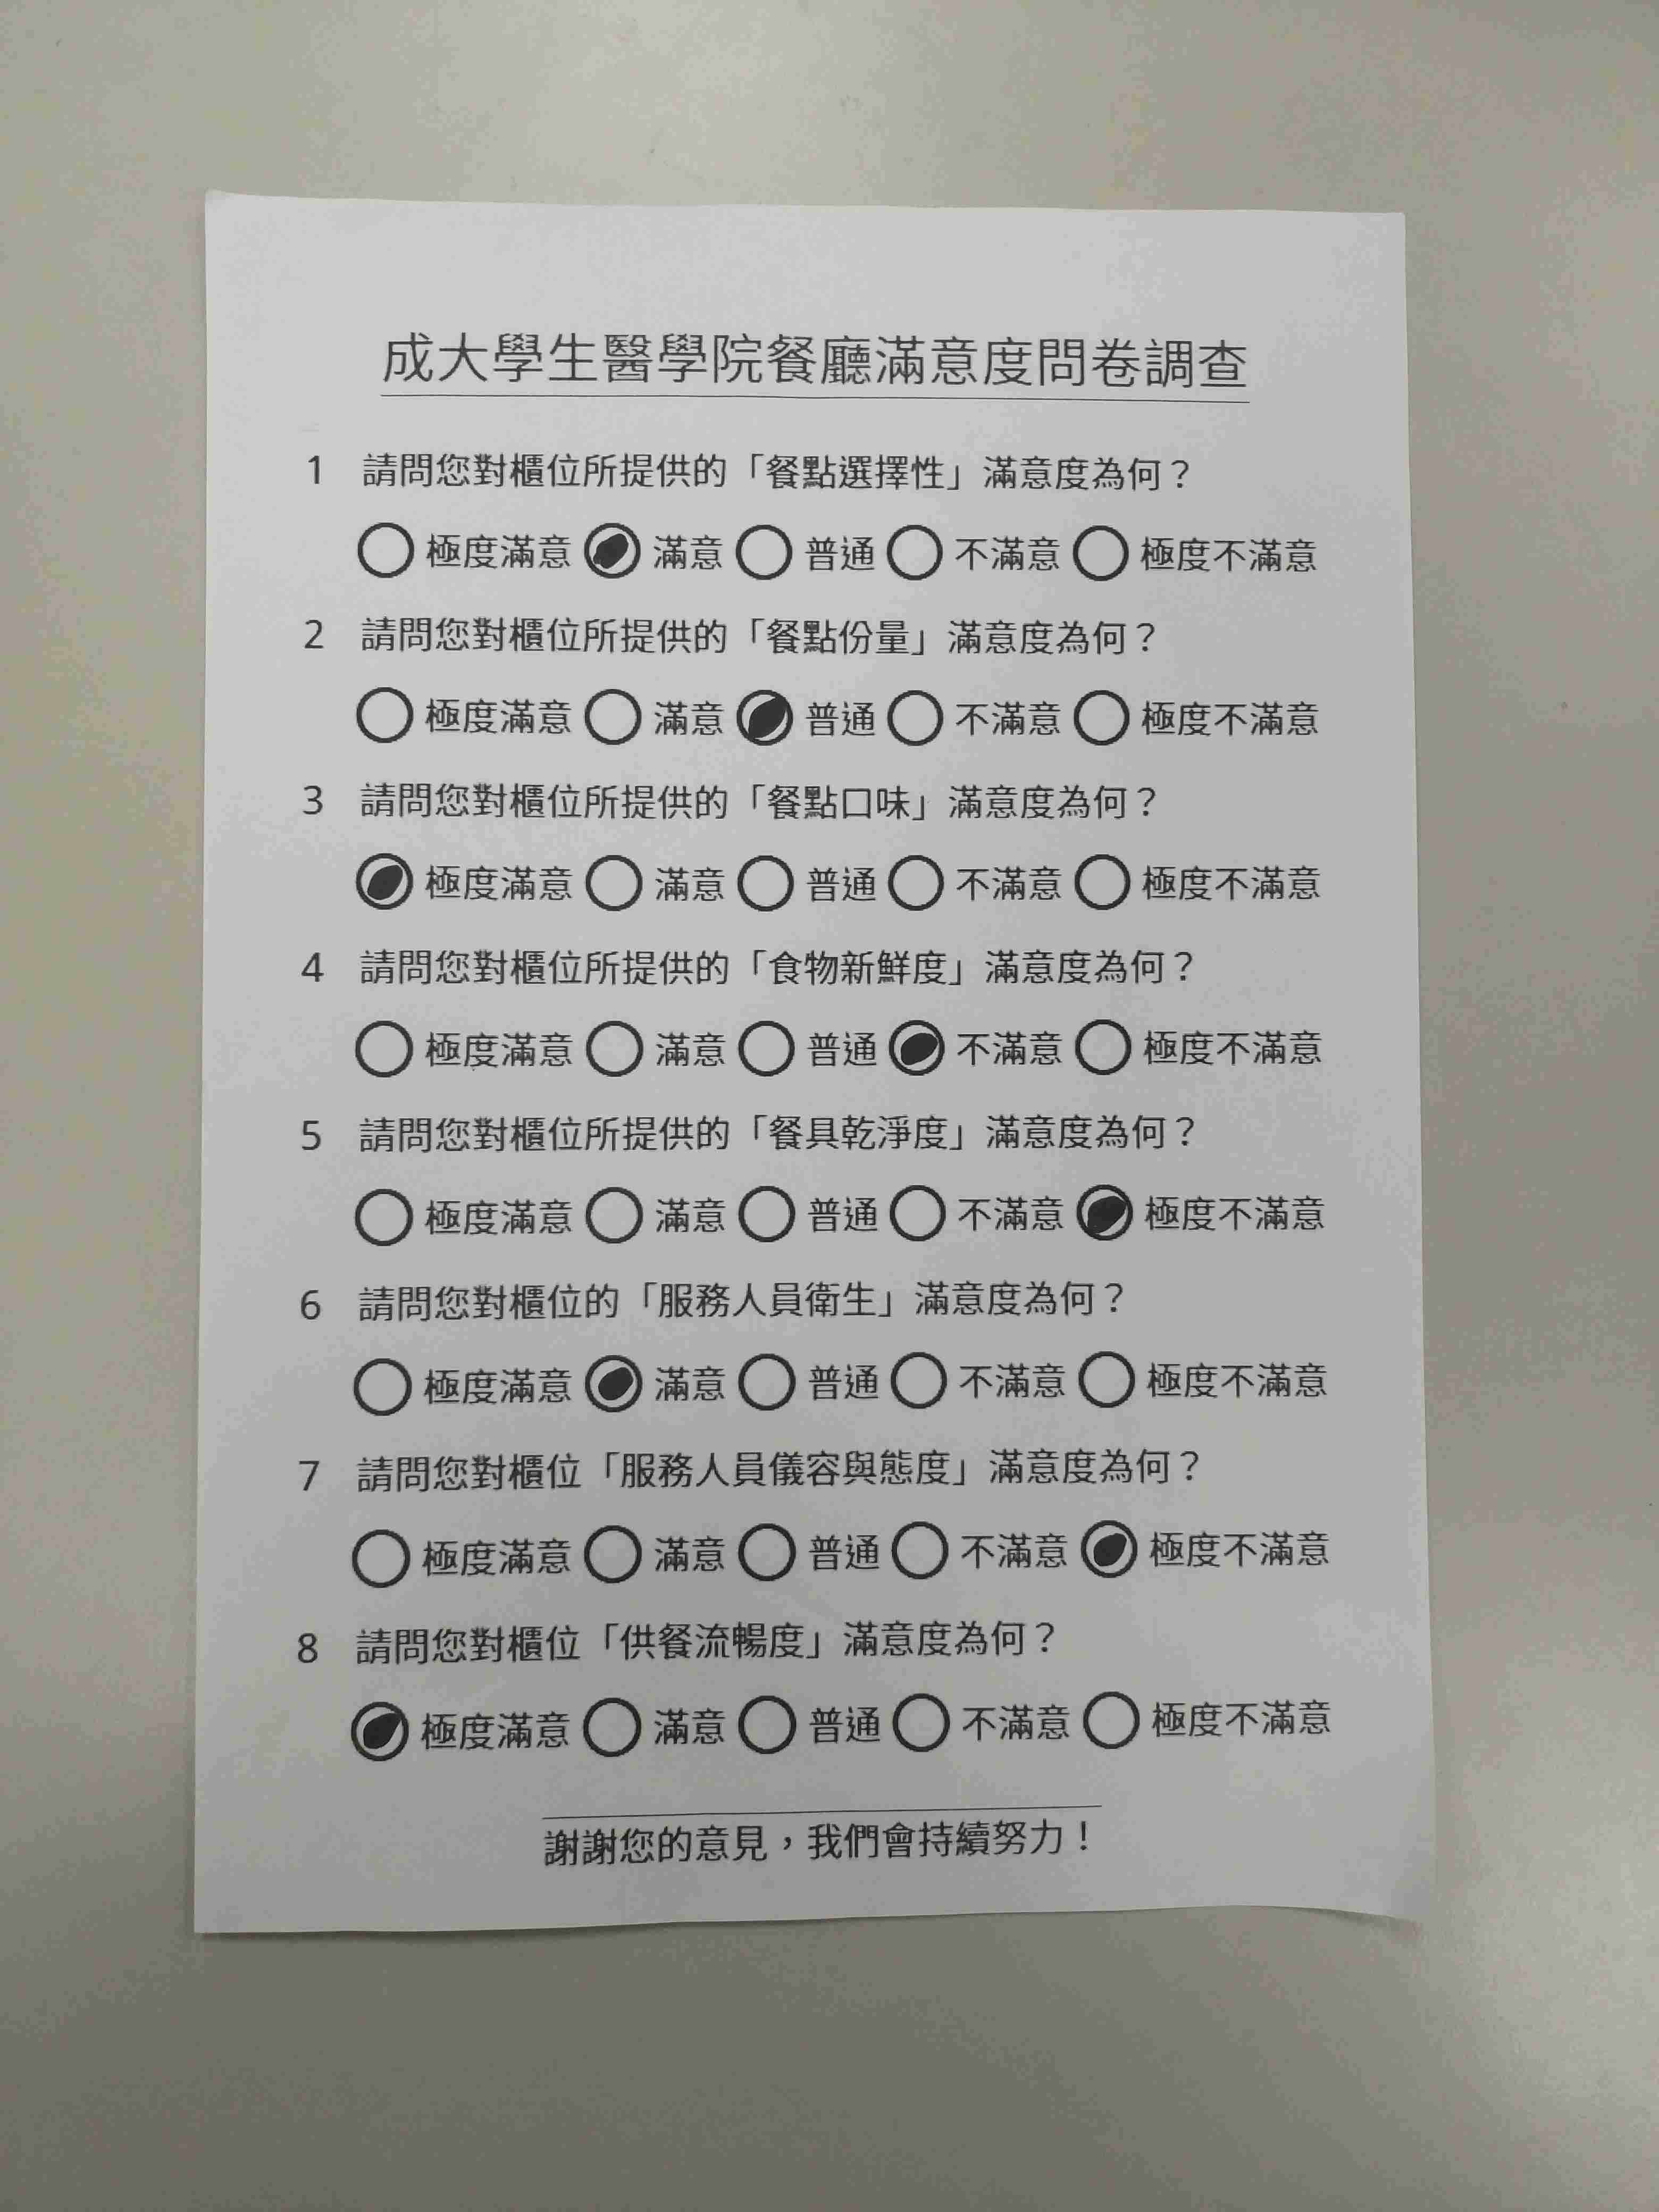 成大學生醫學院餐廳滿意度問卷調查
1 請問您對櫃位所提供的「餐點選擇性」滿意度為何？
極度滿意 滿意 普通 不滿意 極度不滿意
2 請問您對櫃位所提供的「餐點份量」滿意度為何？
極度滿意 滿意 普通 不滿意 極度不滿意
3 請問您對櫃位所提供的「餐點口味」滿意度為何？
極度滿意 滿意 普通 不滿意 極度不滿意
4 請問您對櫃位所提供的「食物新鮮度」滿意度為何？
極度滿意 滿意 普通 不滿意 極度不滿意
5 請問您對櫃位所提供的「餐具乾淨度」滿意度為何？
極度滿意 滿意 普通 不滿意 極度不滿意
6 請問您對櫃位的「服務人員衛生」滿意度為何？
極度滿意 滿意 普通 不滿意 極度不滿意
7 請問您對櫃位「服務人員儀容與態度」滿意度為何？
極度滿意 滿意 普通 不滿意 極度不滿意
8 請問您對櫃位「供餐流暢度」滿意度為何？
極度滿意 滿意 普通 不滿意 極度不滿意
謝謝您的意見，我們會持續努力！